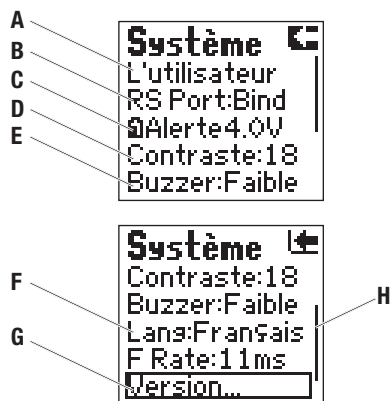 A
B
C
D
E
Système
L'utilisateur
RS Port:Bind
Alerte4.0V
Contraste:18
Buzzer:Faible
F
G
H
Système
Contraste:18
Buzzer:Faible
Lang:Français
F Rate:11ms
Version...